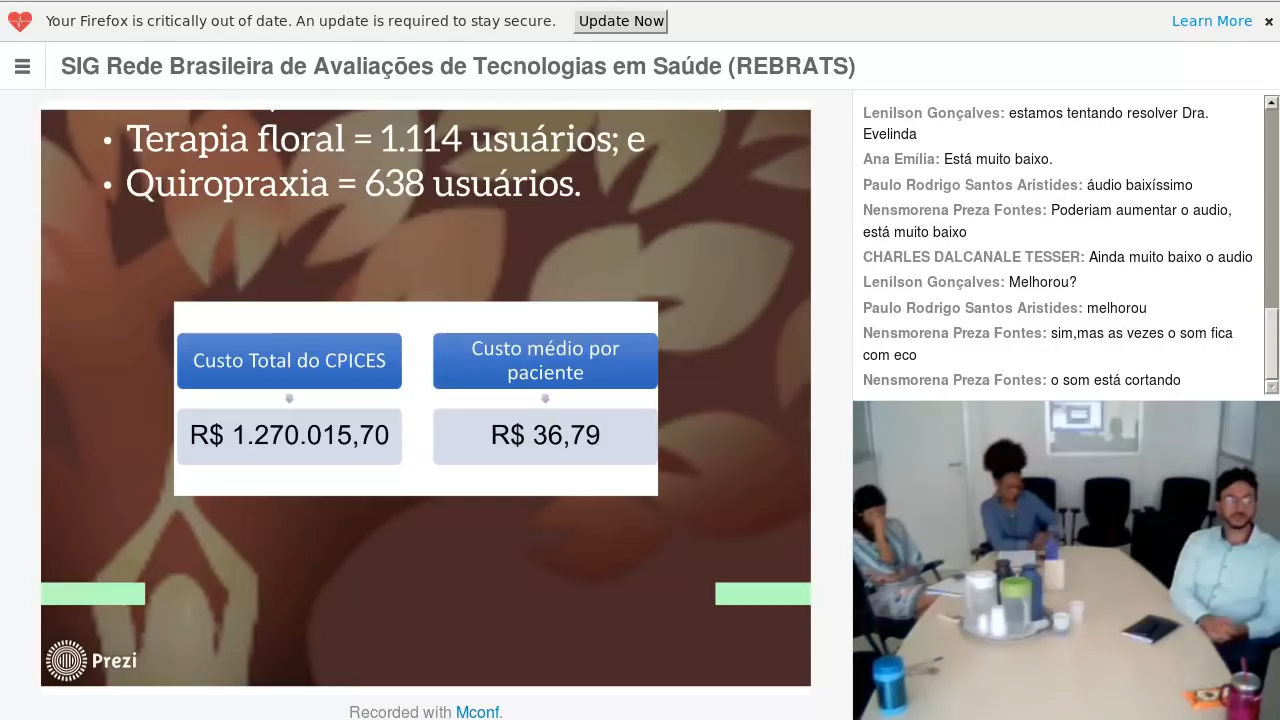 Your Firefox is critically out of date. An update is required to stay secure. Update Now Learn More ×
SIG Rede Brasileira de Avaliações de Tecnologias em Saúde (REBRATS)
• Terapia floral = 1.114 usuários; e
• Quiropraxia = 638 usuários.
Custo Total do CPICES
R$ 1.270.015,70
Custo médio por
paciente
R$ 36,79
Prezi
Recorded with Mconf.
Lenilson Gonçalves: estamos tentando resolver Dra.
Evelinda
Ana Emília: Está muito baixo.
Paulo Rodrigo Santos Aristides: áudio baixíssimo
Nensmorena Preza Fontes: Poderiam aumentar o audio,
está muito baixo
CHARLES DALCANALE TESSER: Ainda muito baixo o audio
Lenilson Gonçalves: Melhorou?
Paulo Rodrigo Santos Aristides: melhorou
Nensmorena Preza Fontes: sim,mas as vezes o som fica
com eco
Nensmorena Preza Fontes: o som está cortando